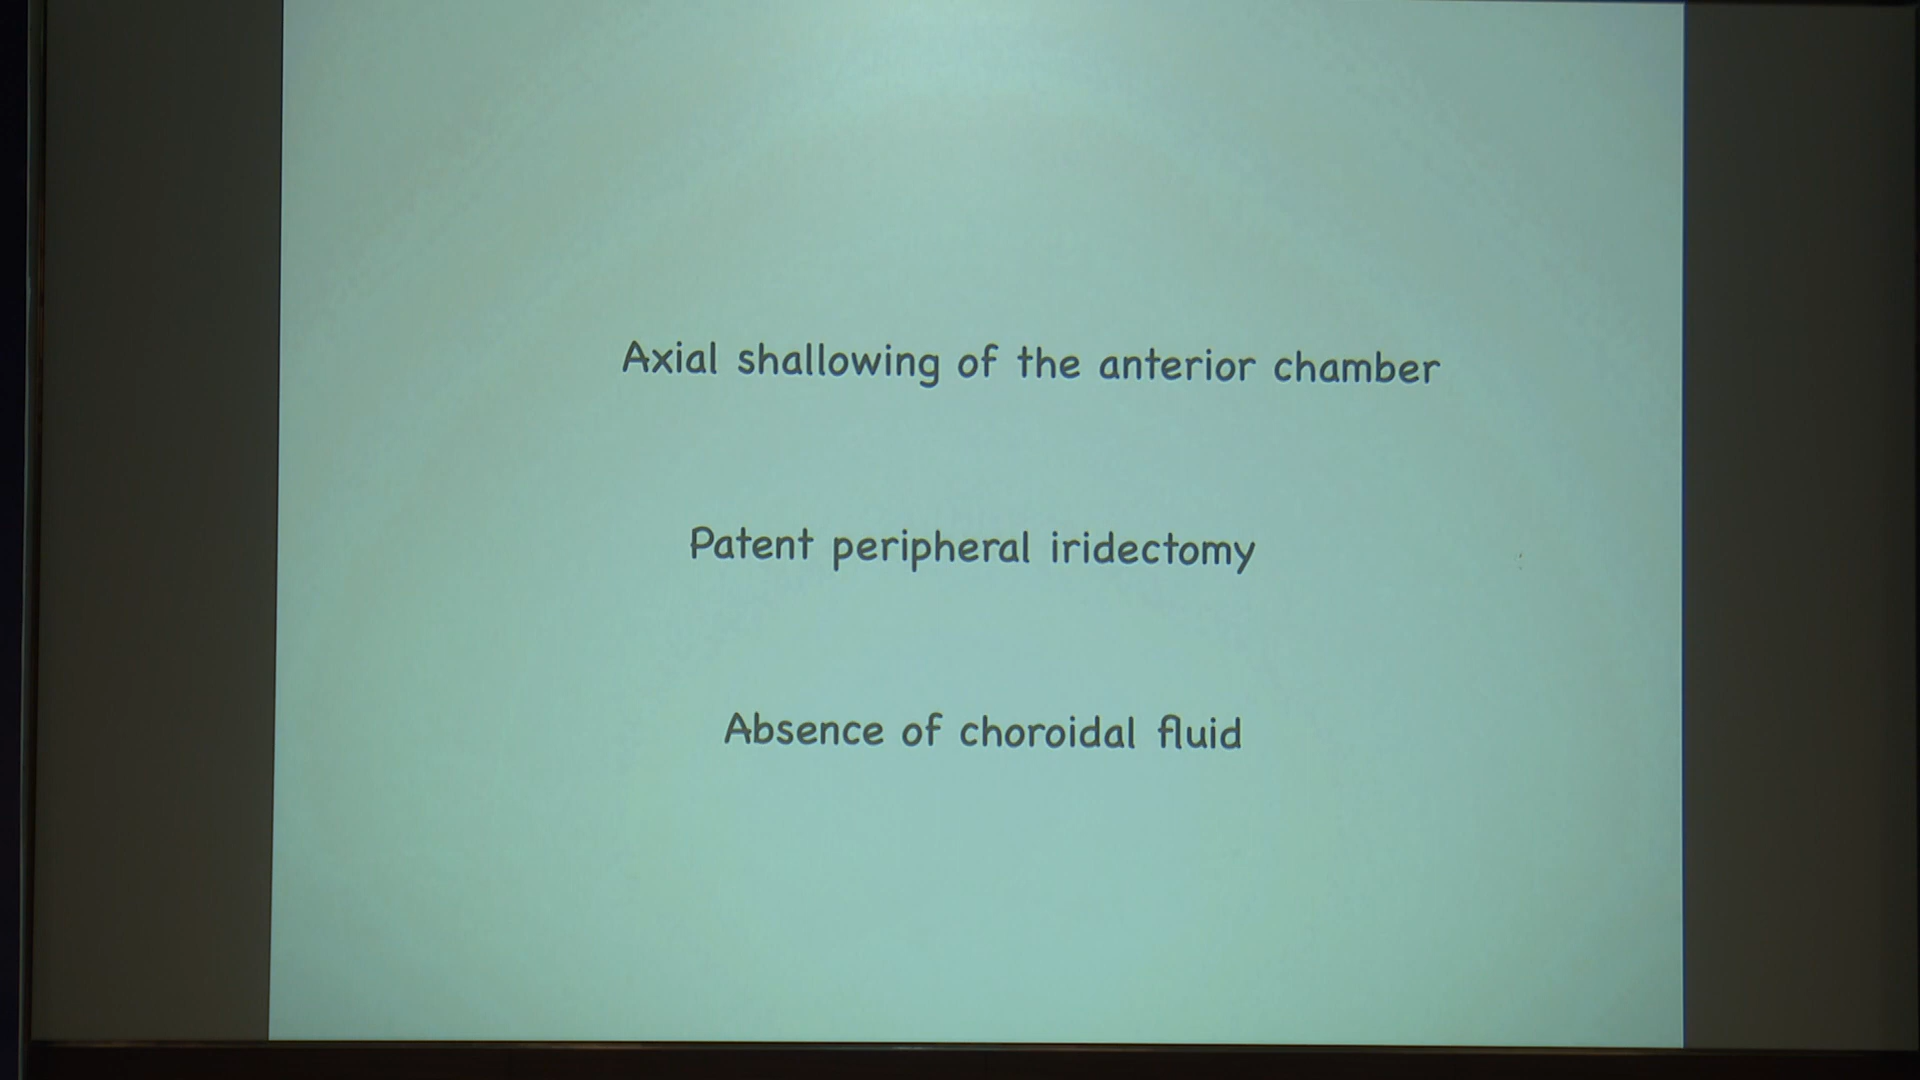 Axial shallowing of the anterior chamber
Patent peripheral iridectomy
Absence of choroidal fluid